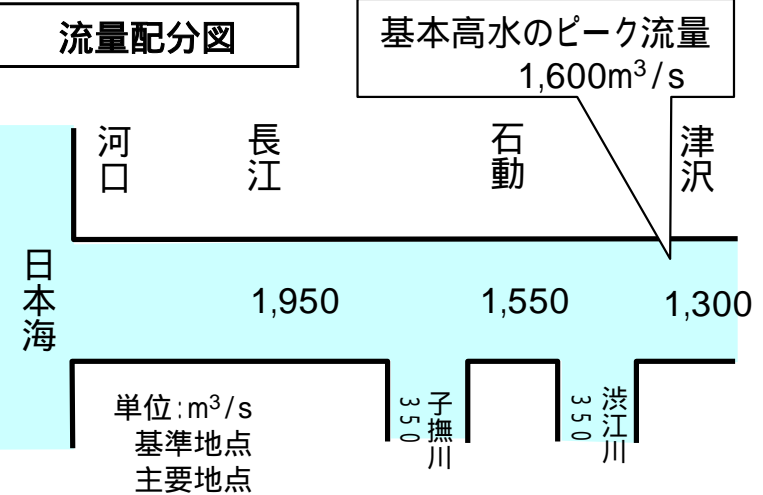 流量配分図
基本高水のピーク流量
1,600m³/s
河口
長江
石動
津沢
日本海
1,950
1,550
1,300
単位:m³/s
基準地点
主要地点
子撫川
350
渋江川
350